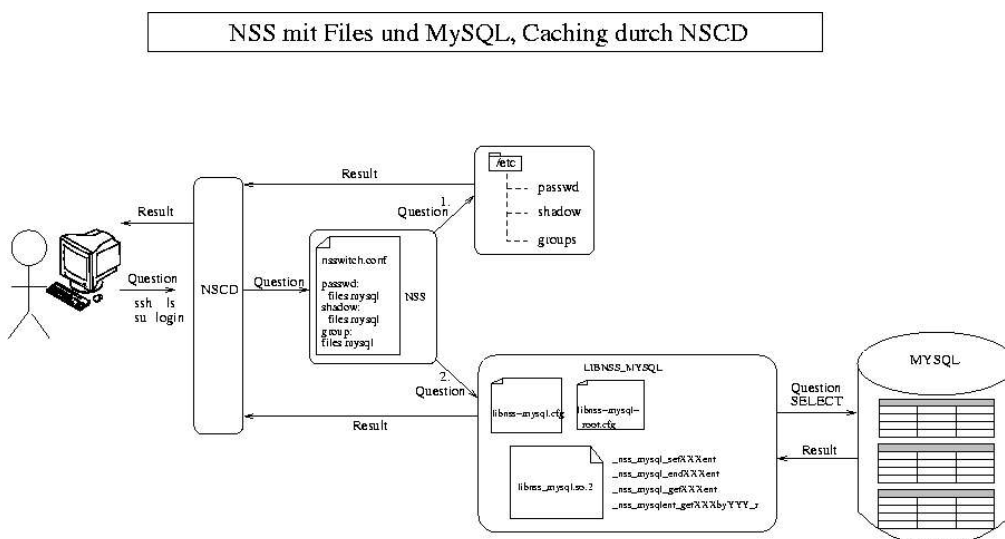 NSS mit Files und MySQL, Caching durch NSCD
/etc
passwd
shadow
groups
Result
1.
Question
Result
nsswitch.conf
passwd:
files mysql
shadow:
files mysql
group:
files mysql
NSS
Question
ssh ls
su login
NSCD
Question
2.
Question
Result
LIBNSS_MYSQL
libnss-mysql.cfg
libnss-mysql-
root.cfg
libnss_mysql.so.2
_nss_mysql_setXXXent
_nss_mysql_endXXXent
_nss_mysql_getXXXent
_nss_mysqlent_getXXXbyYYY_r
Question
SELECT
Result
MYSQL